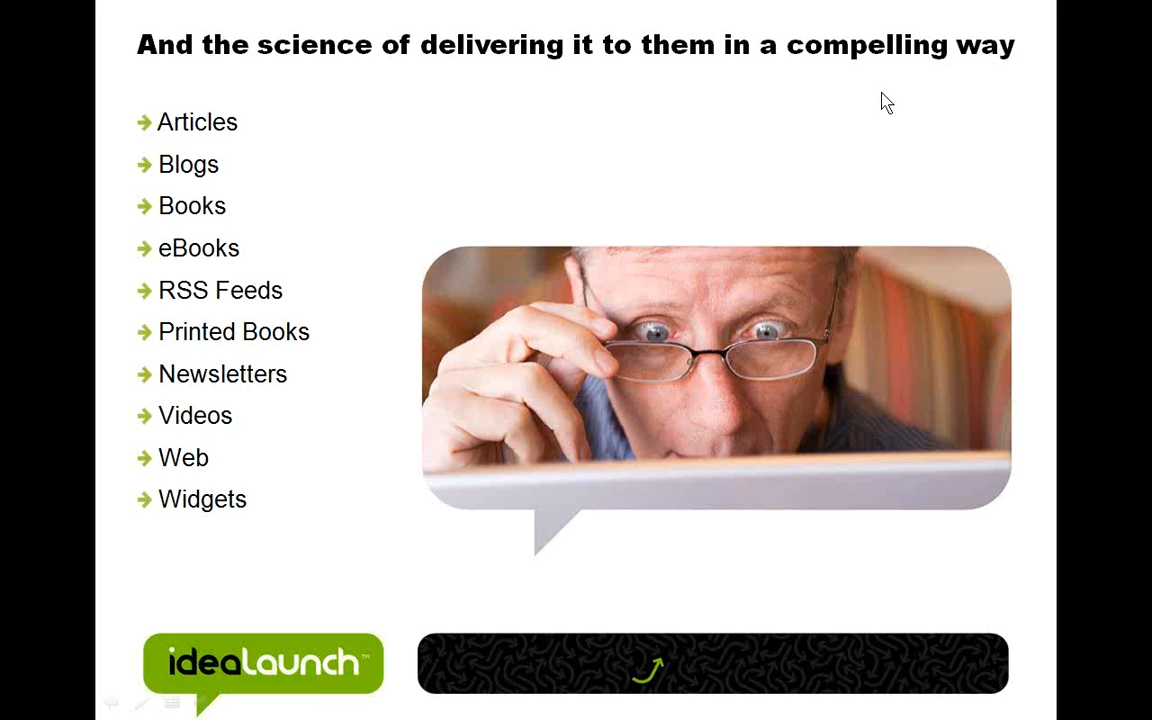 And the science of delivering it to them in a compelling way
Articles
Blogs
Books
eBooks
RSS Feeds
Printed Books
Newsletters
Videos
Web
Widgets
idealaunch™